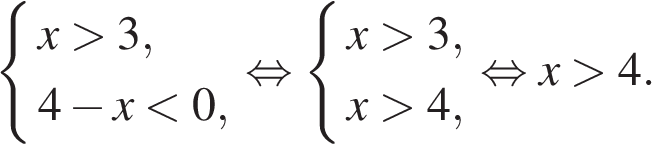 { x > 3, 4 − x < 0, ⇔ { x > 3, x > 4, ⇔ x > 4.